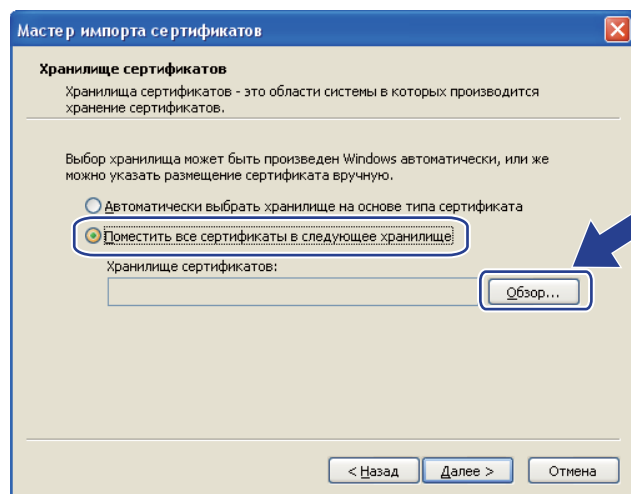 Мастер импорта сертификатов
Хранилище сертификатов
Хранилища сертификатов - это области системы в которых производится
хранение сертификатов.
Выбор хранилища может быть произведен Windows автоматически, или же
можно указать размещение сертификата вручную.
Автоматически выбрать хранилище на основе типа сертификата
Поместить все сертификаты в следующее хранилище
Хранилище сертификатов:
Обзор...
< Назад Далее > Отмена